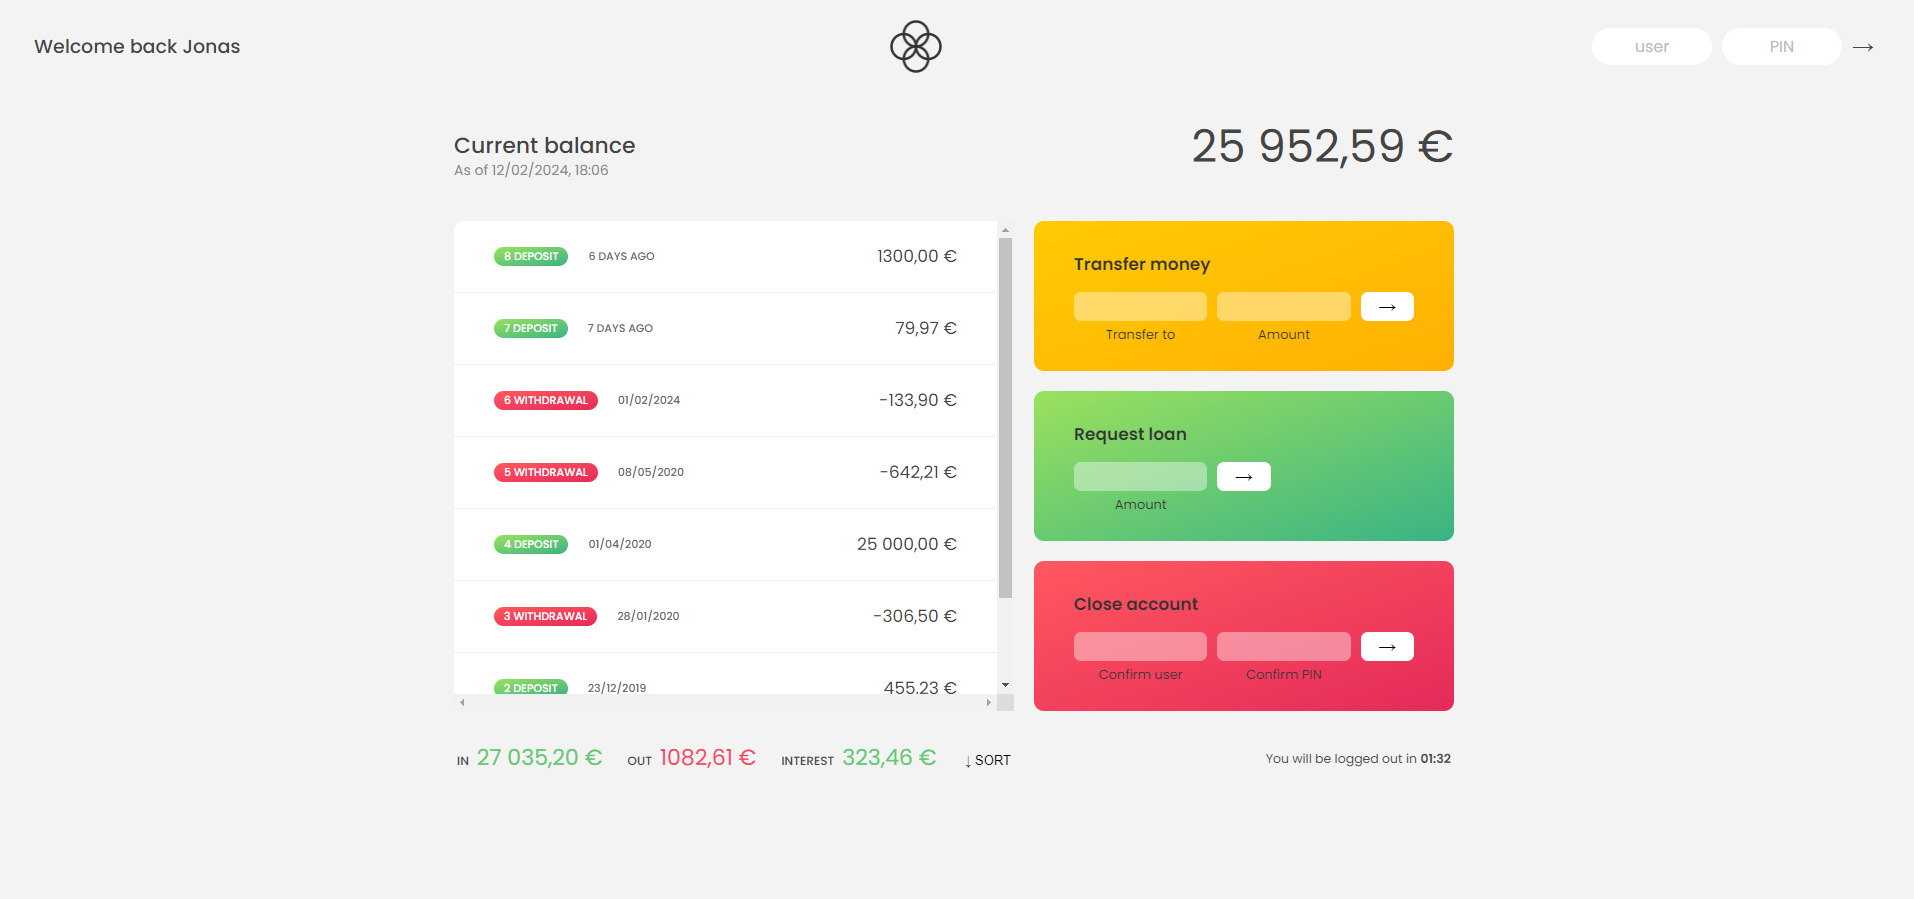 Welcome back Jonas
user
PIN
→
Current balance
As of 12/02/2024, 18:06
25 952,59 €
8 DEPOSIT 6 DAYS AGO 1300,00 €
7 DEPOSIT 7 DAYS AGO 79,97 €
6 WITHDRAWAL 01/02/2024 -133,90 €
5 WITHDRAWAL 08/05/2020 -642,21 €
4 DEPOSIT 01/04/2020 25 000,00 €
3 WITHDRAWAL 28/01/2020 -306,50 €
2 DEPOSIT 23/12/2019 455,23 €
Transfer money
→
Transfer to Amount
Request loan
→
Amount
Close account
→
Confirm user Confirm PIN
IN 27 035,20 € OUT 1082,61 € INTEREST 323,46 € ↓ SORT
You will be logged out in 01:32